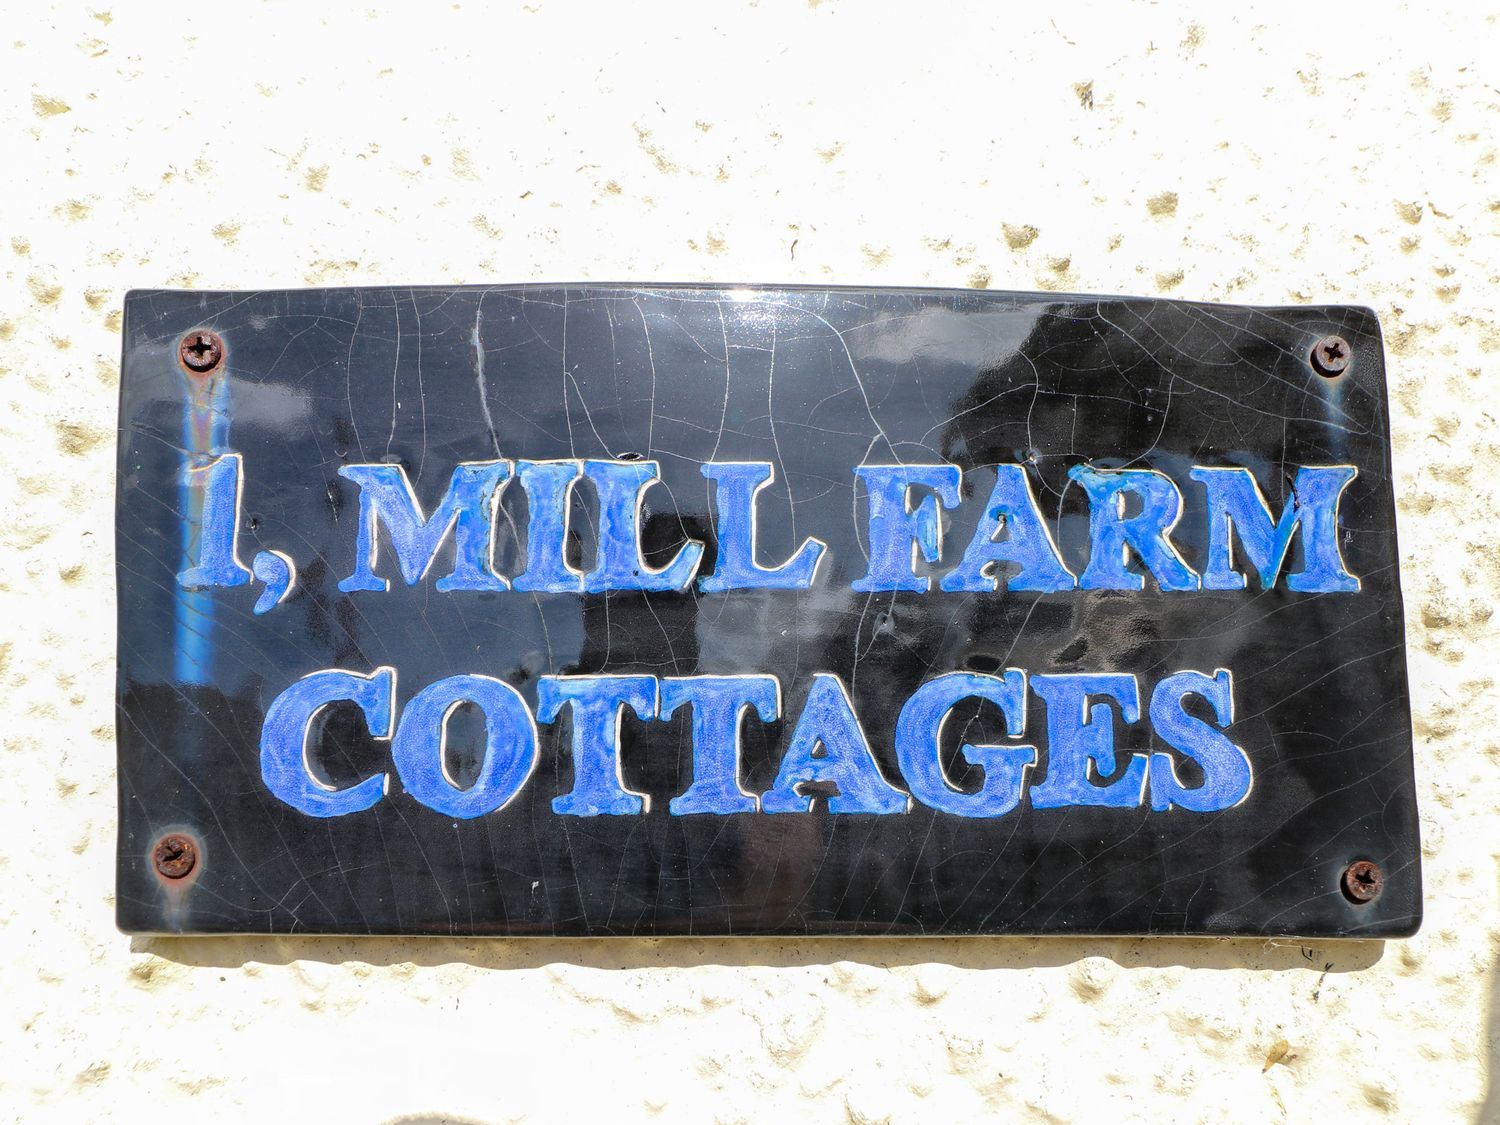 1, MILL FARM
COTTAGES